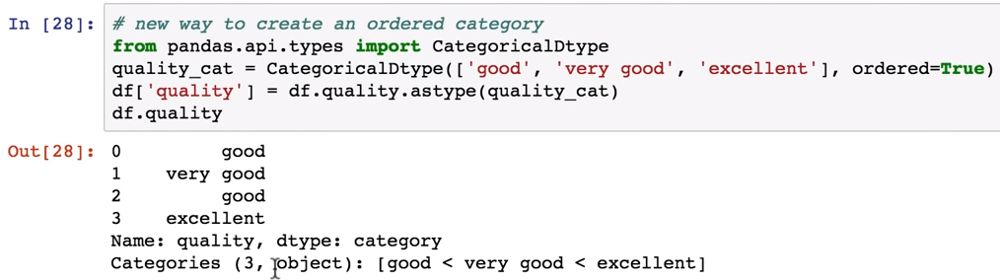 In [28]: # new way to create an ordered category
from pandas.api.types import CategoricalDtype
quality_cat = CategoricalDtype(['good', 'very good', 'excellent'], ordered=True)
df['quality'] = df.quality.astype(quality_cat)
df.quality
Out[28]: 0 good
1 very good
2 good
3 excellent
Name: quality, dtype: category
Categories (3, object): [good < very good < excellent]